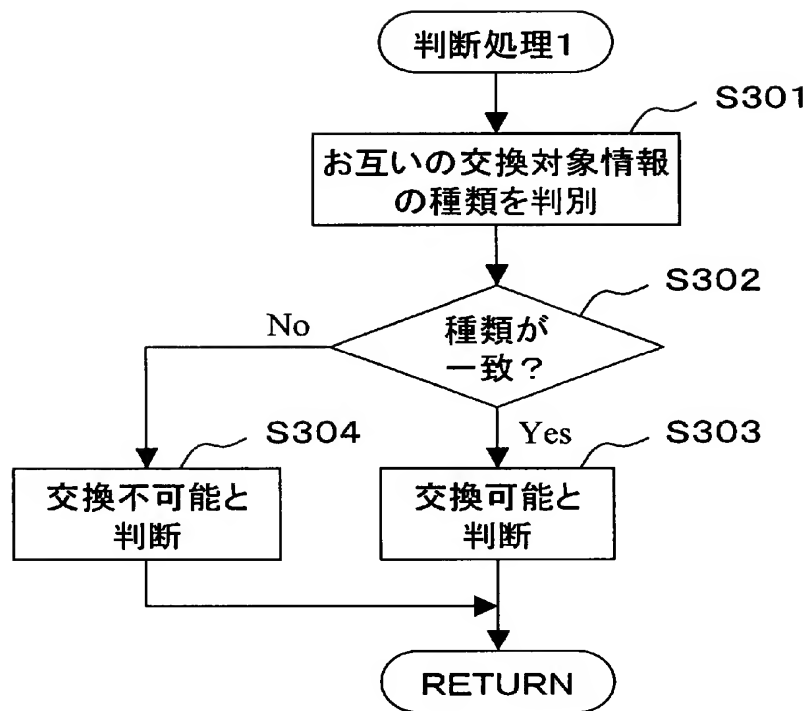 判断処理1
S301
お互いの交換対象情報
の種類を判別
S302
No
種類が
一致?
S304
Yes
S303
交換不可能と
判断
交換可能と
判断
RETURN